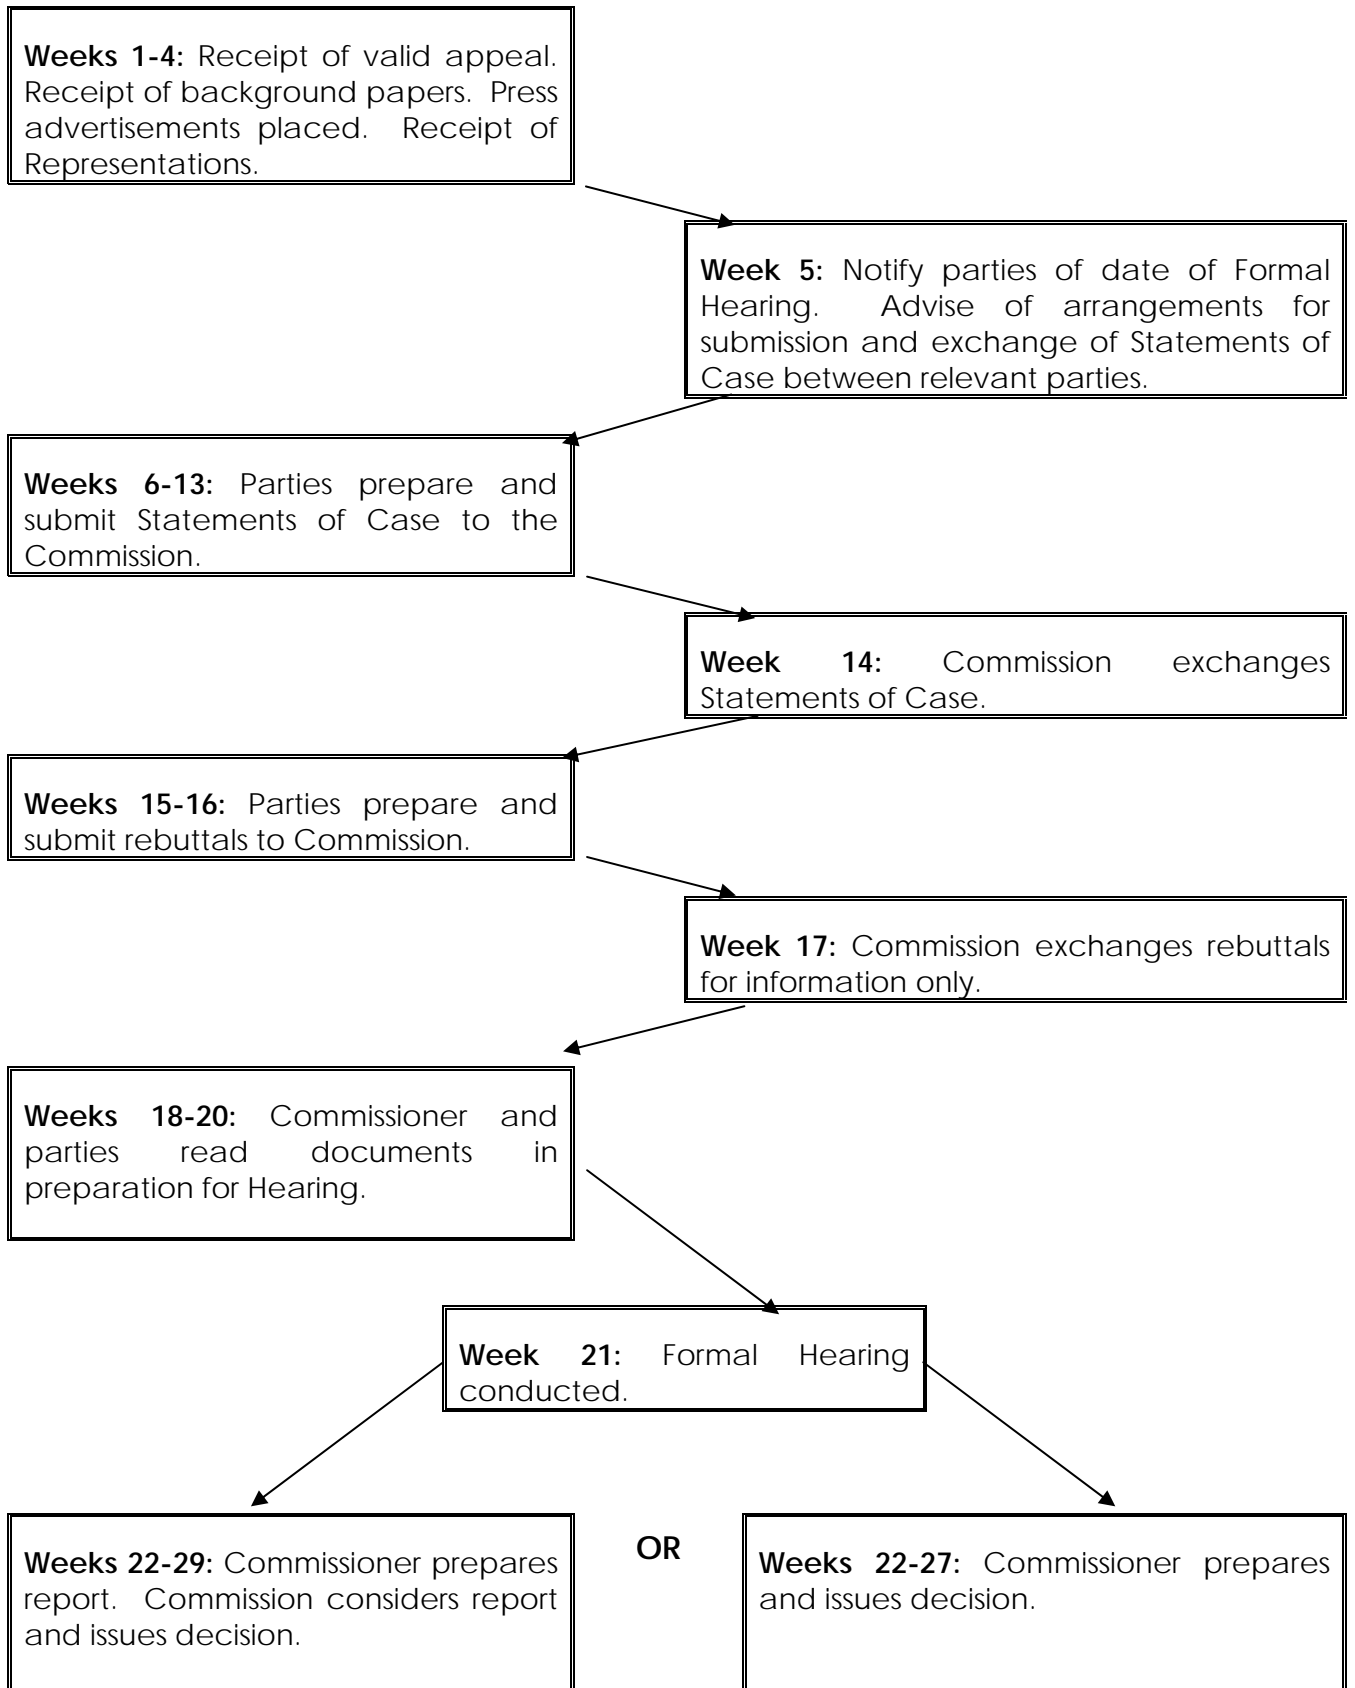 Weeks 1-4: Receipt of valid appeal.
Receipt of background papers. Press
advertisements placed. Receipt of
Representations.
Week 5: Notify parties of date of Formal
Hearing. Advise of arrangements for
submission and exchange of Statements of
Case between relevant parties.
Weeks 6-13: Parties prepare and
submit Statements of Case to the
Commission.
Week 14: Commission exchanges
Statements of Case.
Weeks 15-16: Parties prepare and
submit rebuttals to Commission.
Week 17: Commission exchanges rebuttals
for information only.
Weeks 18-20: Commissioner and
parties read documents in
preparation for Hearing.
Week 21: Formal Hearing
conducted.
Weeks 22-29: Commissioner prepares
report. Commission considers report
and issues decision.
OR
Weeks 22-27: Commissioner prepares
and issues decision.